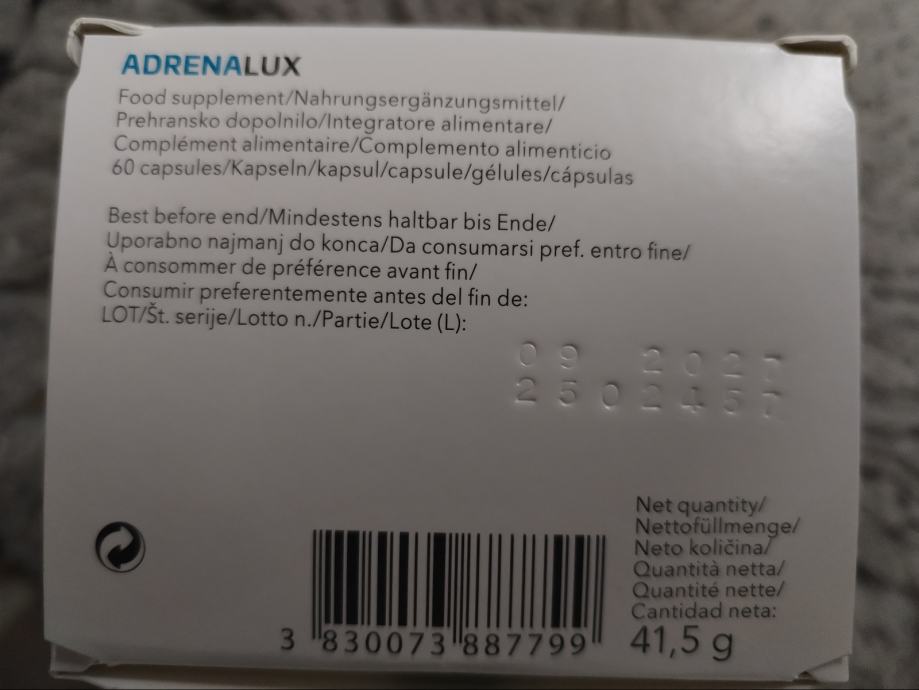 ADRENALUX
Food supplement/Nahrungsergänzungsmittel/
Prehransko dopolnilo/Integratore alimentare/
Complément alimentaire/Complemento alimenticio
60 capsules/Kapseln/kapsul/capsule/gélules/cápsulas
Best before end/Mindestens haltbar bis Ende/
Uporabno najmanj do konca/Da consumarsi pref. entro fine/
À consommer de préférence avant fin/
Consumir preferentemente antes del fin de:
LOT/Št. serije/Lotto n./Partie/Lote (L):
09 2027
2502457
Net quantity/
Nettofüllmenge/
Neto količina/
Quantità netta/
Quantité nette/
Cantidad neta:
41,5 g
3 830073 887799